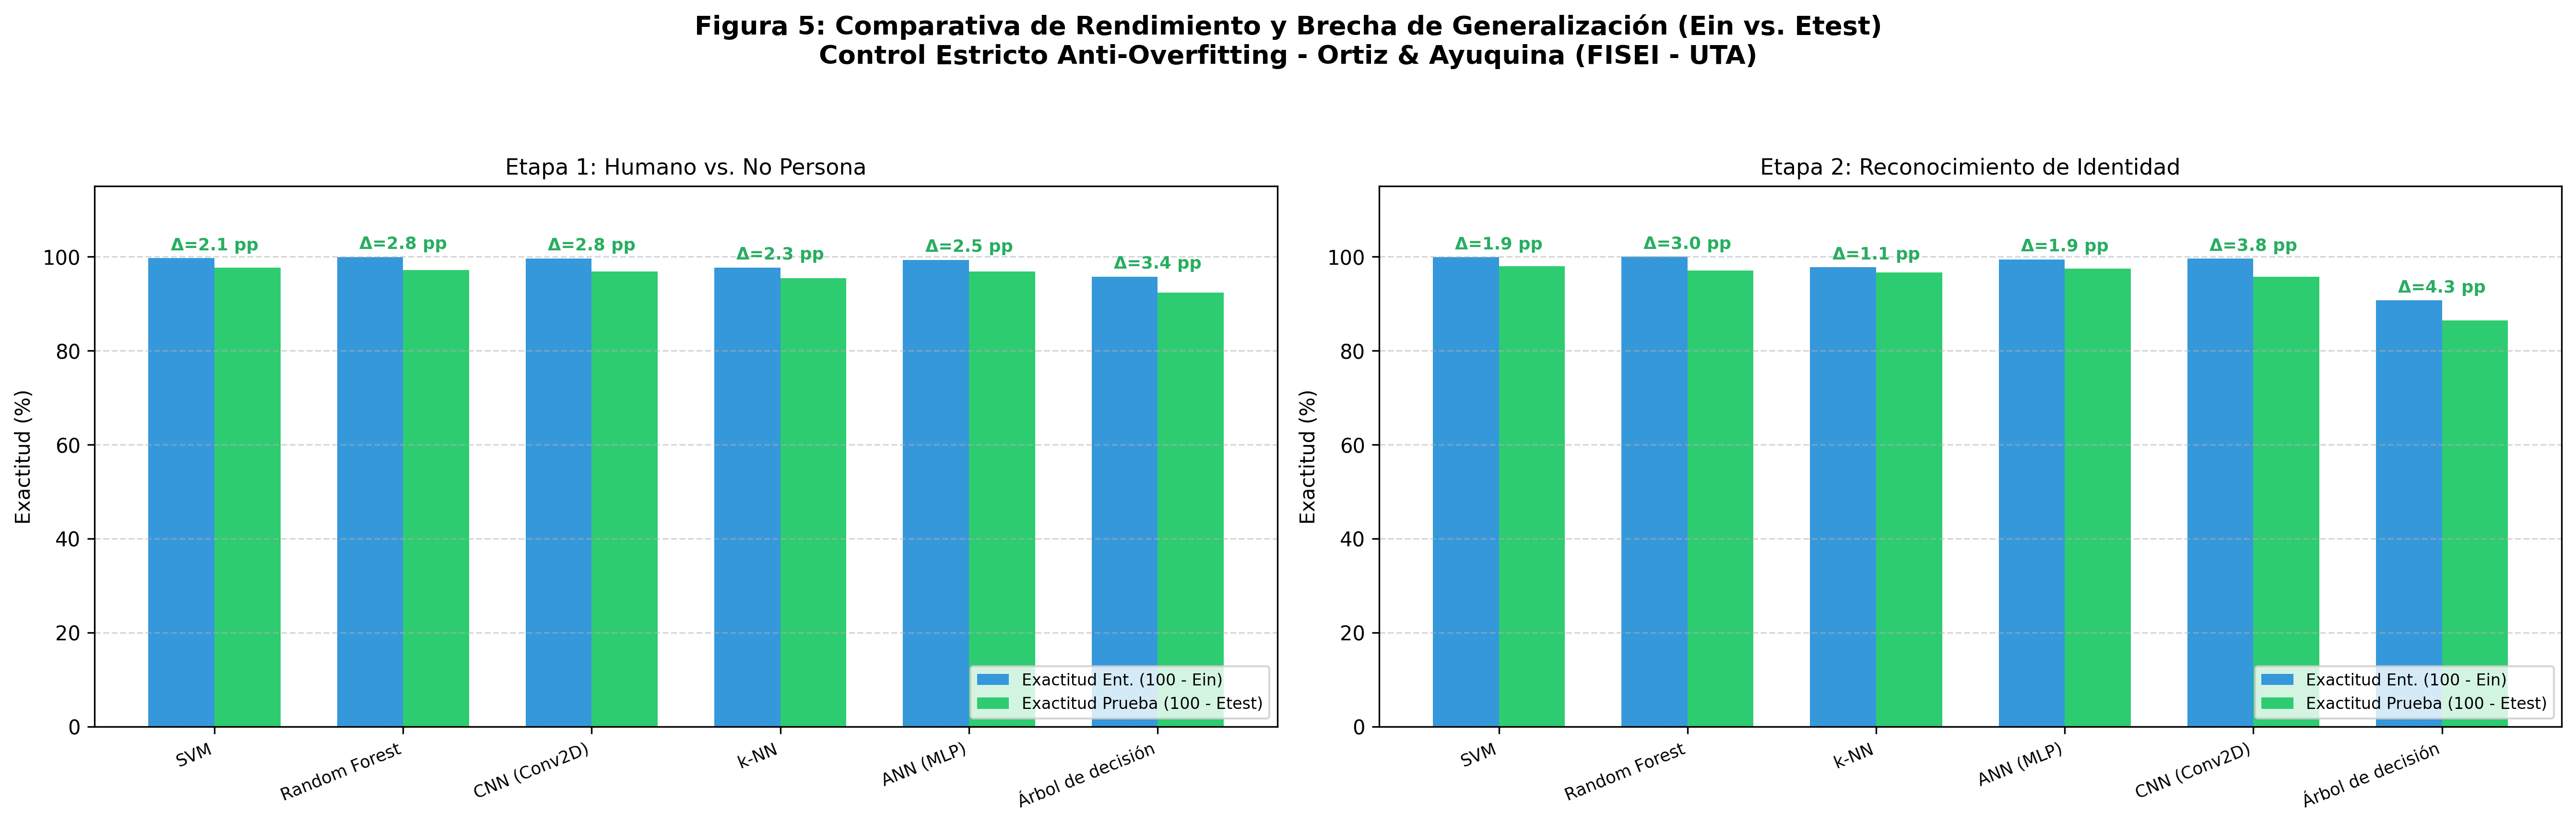 Figura 5: Comparativa de Rendimiento y Brecha de Generalización (Ein vs. Etest)
Control Estricto Anti-Overfitting - Ortiz & Ayuquina (FISEI - UTA)
Etapa 1: Humano vs. No Persona
Exactitud (%)
100
80
60
40
20
0
Δ=2.1 pp
Δ=2.8 pp
Δ=2.8 pp
Δ=2.3 pp
Δ=2.5 pp
Δ=3.4 pp
Exactitud Ent. (100 - Ein)
Exactitud Prueba (100 - Etest)
SVM
Random Forest
CNN (Conv2D)
k-NN
ANN (MLP)
Árbol de decisión
Etapa 2: Reconocimiento de Identidad
Exactitud (%)
100
80
60
40
20
0
Δ=1.9 pp
Δ=3.0 pp
Δ=1.1 pp
Δ=1.9 pp
Δ=3.8 pp
Δ=4.3 pp
Exactitud Ent. (100 - Ein)
Exactitud Prueba (100 - Etest)
SVM
Random Forest
k-NN
ANN (MLP)
CNN (Conv2D)
Árbol de decisión